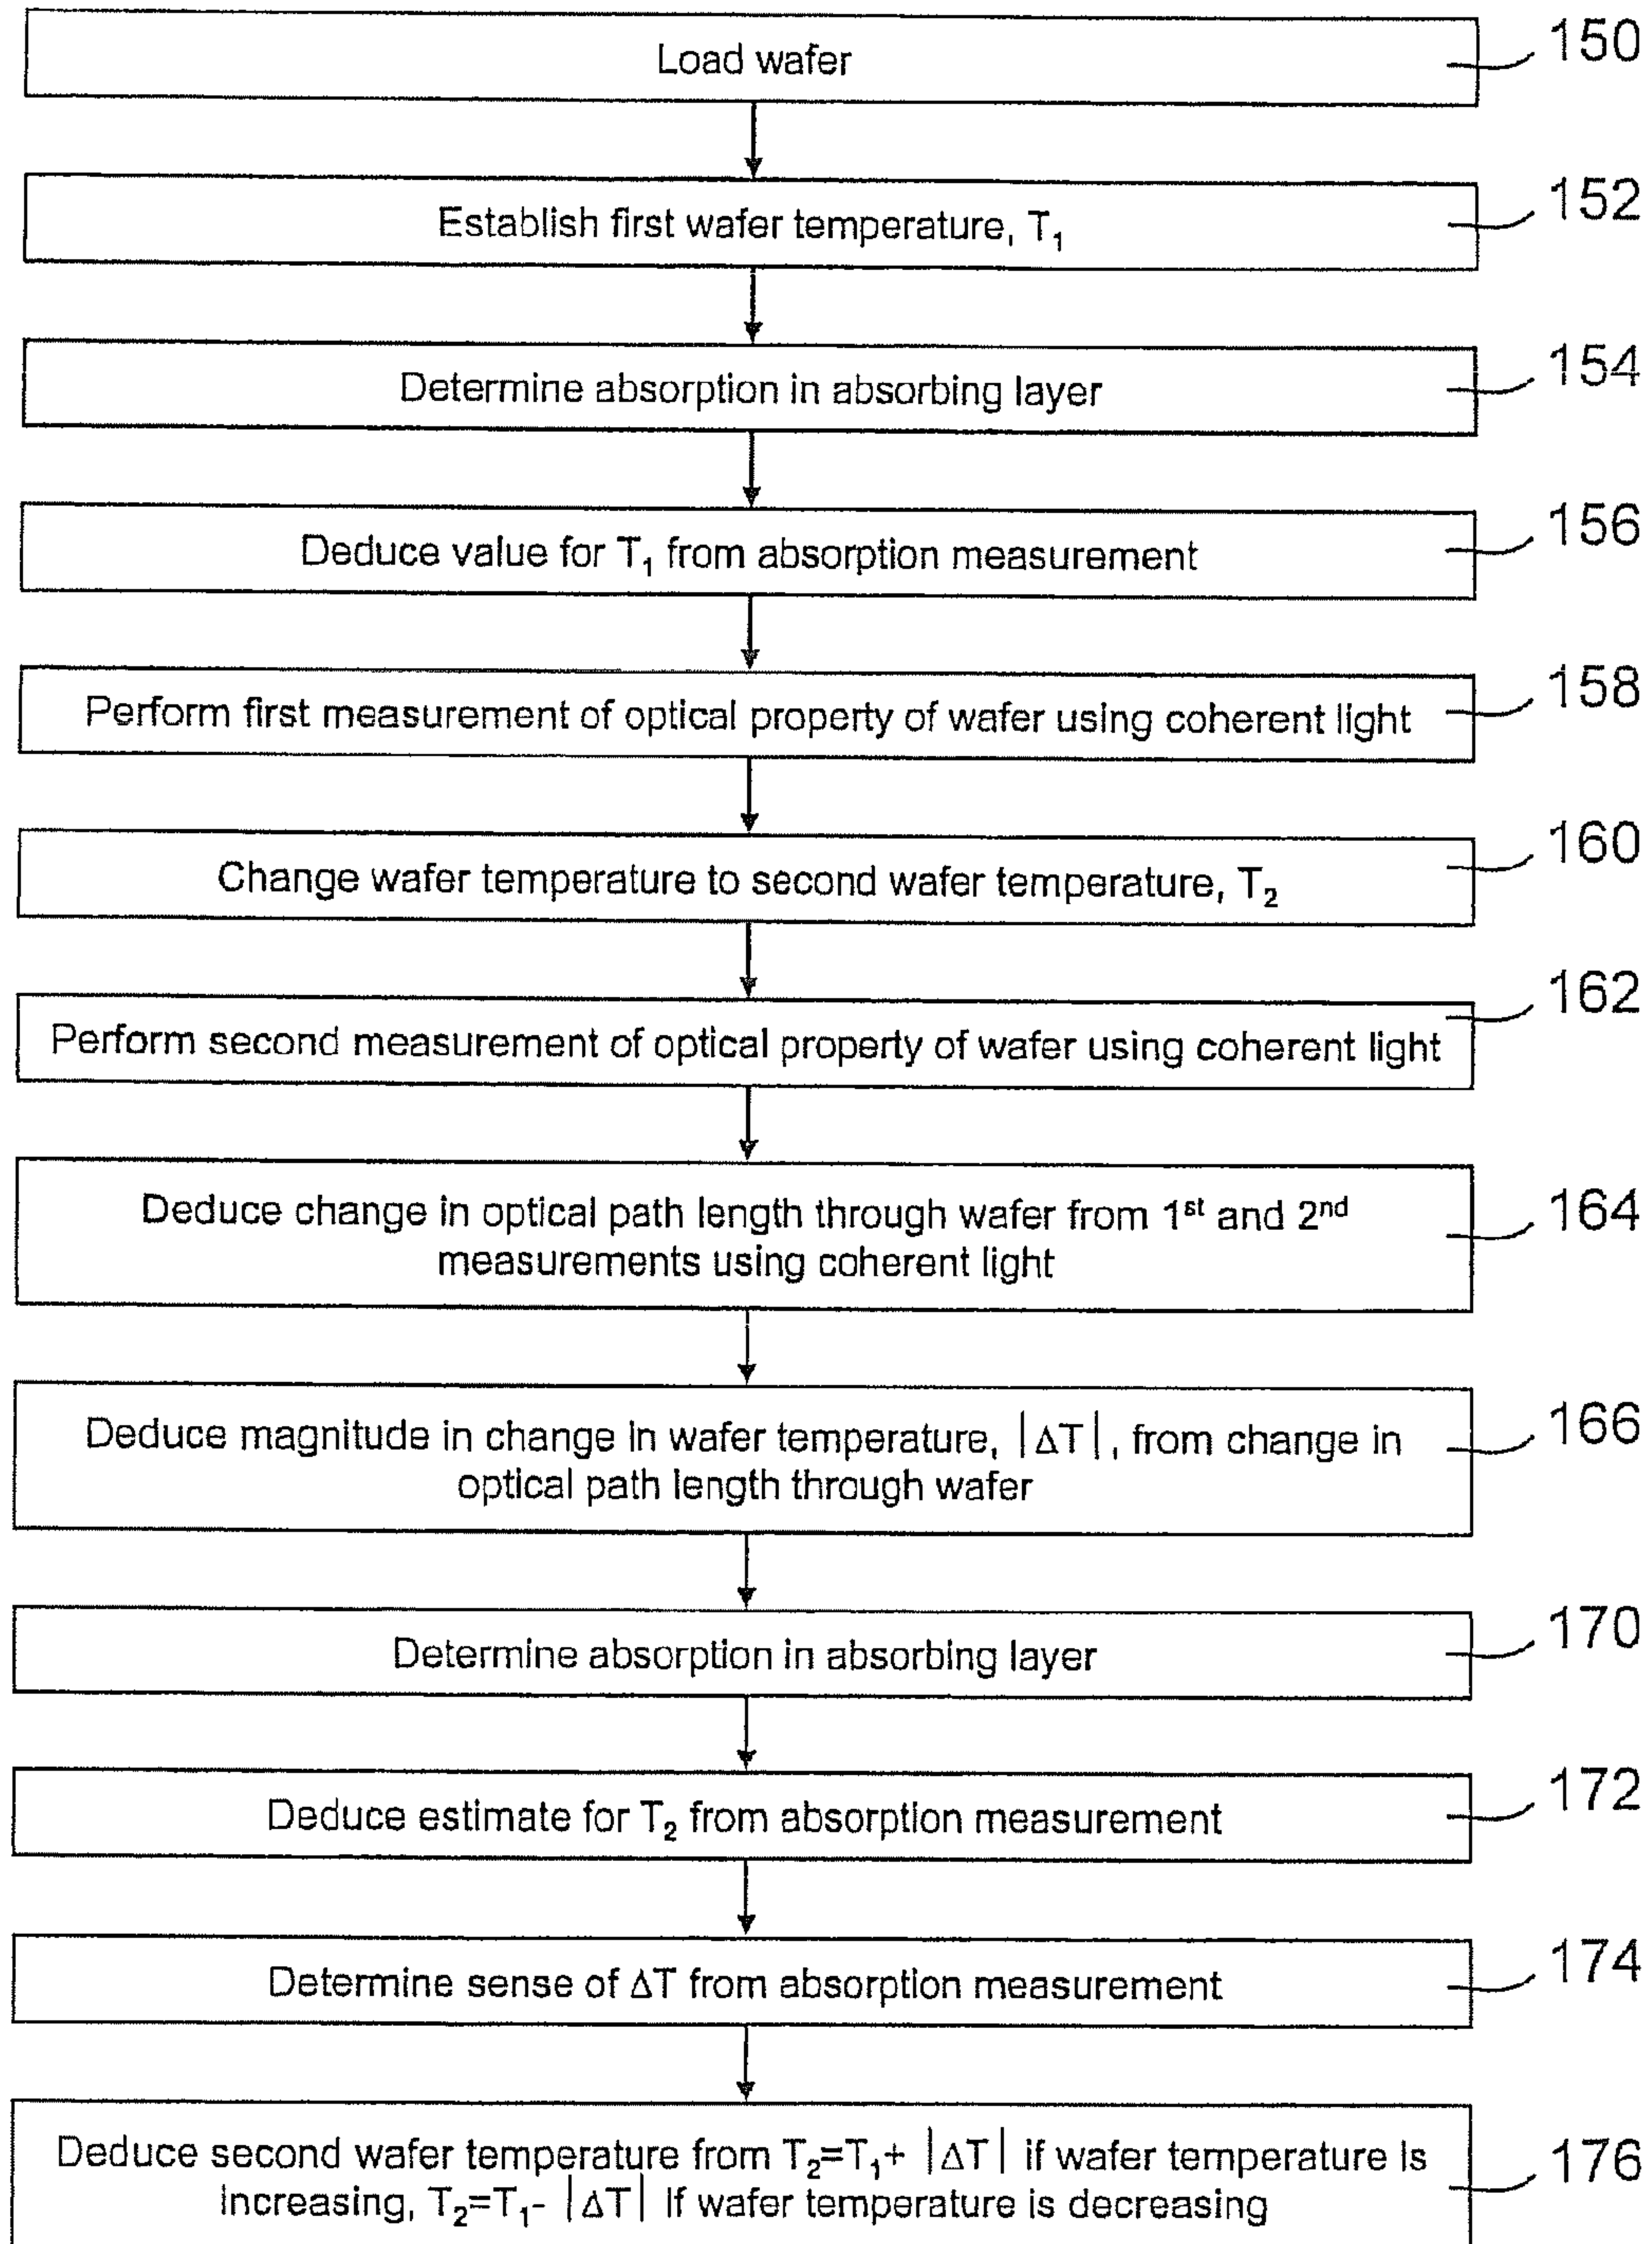 Load wafer
150
Establish first wafer temperature, T₁
152
Determine absorption in absorbing layer
154
Deduce value for T₁ from absorption measurement
156
Perform first measurement of optical property of wafer using coherent light
158
Change wafer temperature to second wafer temperature, T₂
160
Perform second measurement of optical property of wafer using coherent light
162
Deduce change in optical path length through wafer from 1ˢᵗ and 2ⁿᵈ
measurements using coherent light
164
Deduce magnitude in change in wafer temperature, |ΔT|, from change in
optical path length through wafer
166
Determine absorption in absorbing layer
170
Deduce estimate for T₂ from absorption measurement
172
Determine sense of ΔT from absorption measurement
174
Deduce second wafer temperature from T₂=T₁+ |ΔT| if wafer temperature is
increasing, T₂=T₁- |ΔT| if wafer temperature is decreasing
176